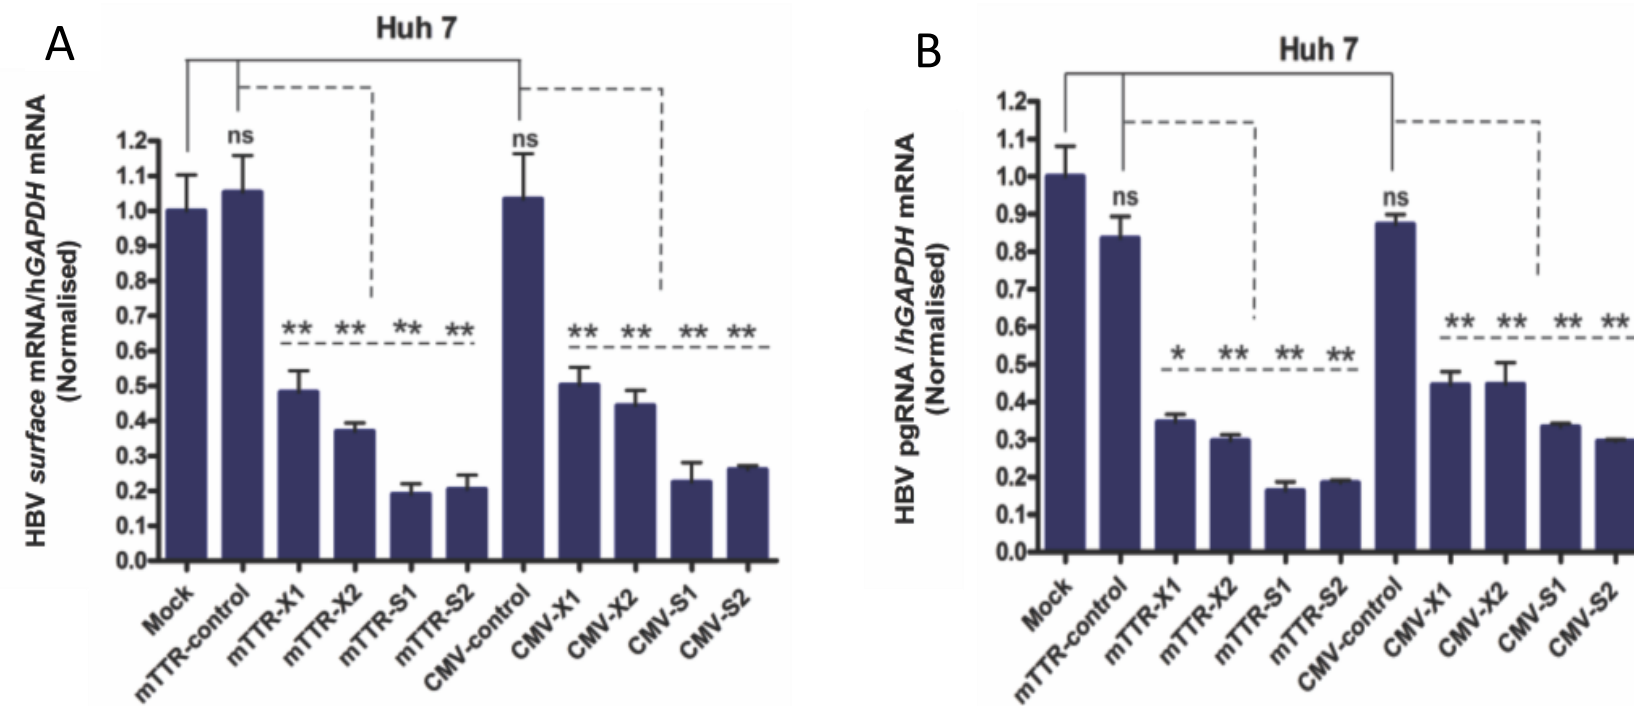 A
Huh 7
HBV surface mRNA/hGAPDH mRNA
(Normalised)
1.2
1.1
1.0
0.9
0.8
0.7
0.6
0.5
0.4
0.3
0.2
0.1
0.0
ns
ns
** ** ** **
** ** ** **
Mock
mTTR-control
mTTR-X1
mTTR-X2
mTTR-S1
mTTR-S2
CMV-control
CMV-X1
CMV-X2
CMV-S1
CMV-S2
B
Huh 7
HBV pgRNA /hGAPDH mRNA
(Normalised)
1.2
1.1
1.0
0.9
0.8
0.7
0.6
0.5
0.4
0.3
0.2
0.1
0.0
ns
ns
* ** ** **
** ** ** **
Mock
mTTR-control
mTTR-X1
mTTR-X2
mTTR-S1
mTTR-S2
CMV-control
CMV-X1
CMV-X2
CMV-S1
CMV-S2